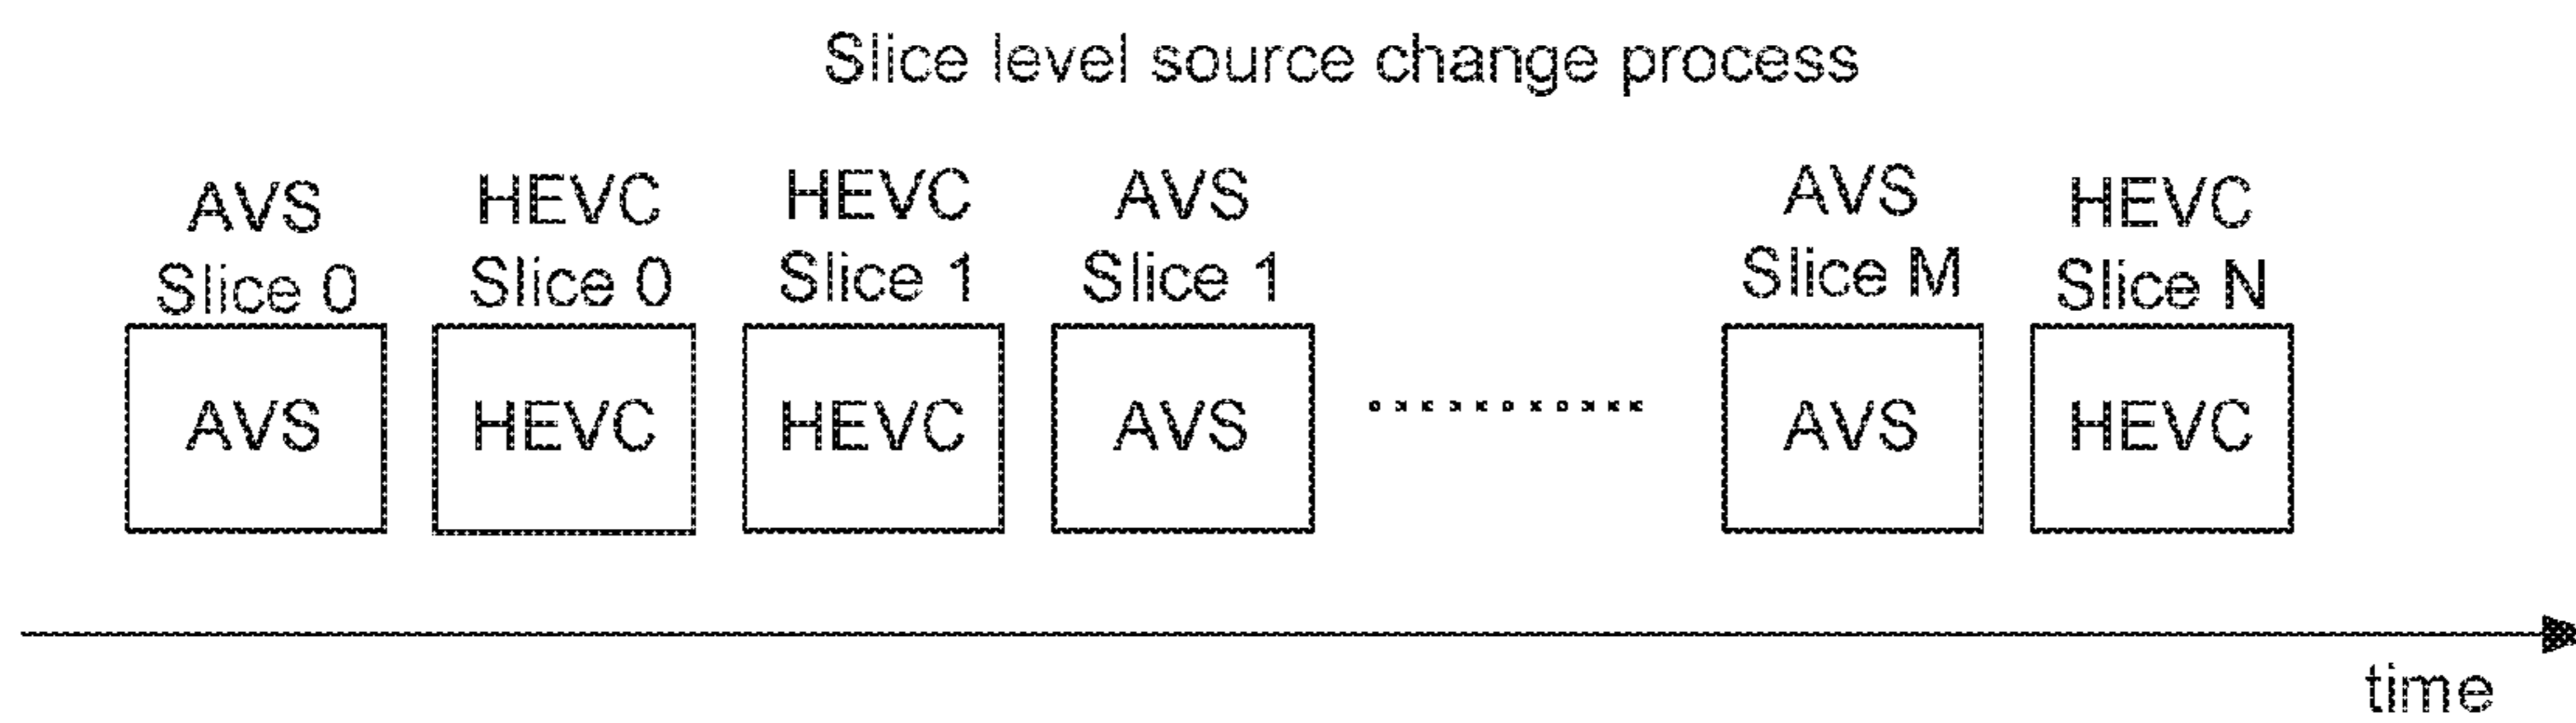 Slice level source change process
AVS
Slice 0
HEVC
Slice 0
HEVC
Slice 1
AVS
Slice 1
AVS
Slice M
HEVC
Slice N
AVS
HEVC
HEVC
AVS
AVS
HEVC
time